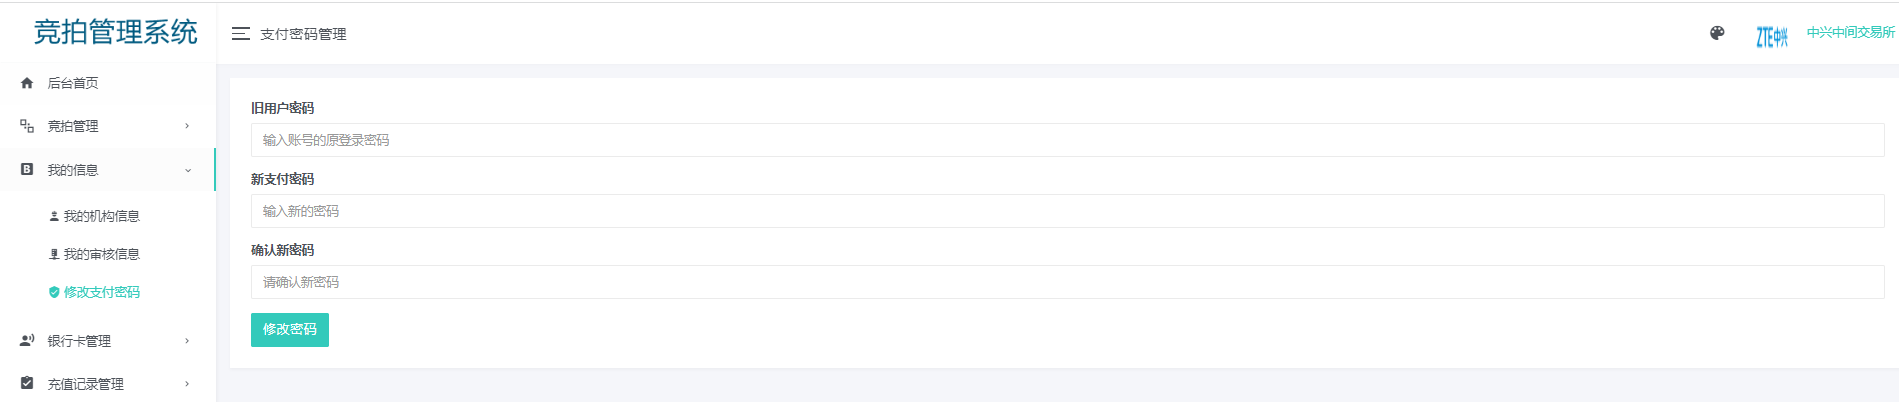 竞拍管理系统
支付密码管理
ZTE中兴
中兴中间交易所
后台首页
竞拍管理
我的信息
我的机构信息
我的审核信息
修改支付密码
银行卡管理
充值记录管理
旧用户密码
输入账号的原登录密码
新支付密码
输入新的密码
确认新密码
请确认新密码
修改密码